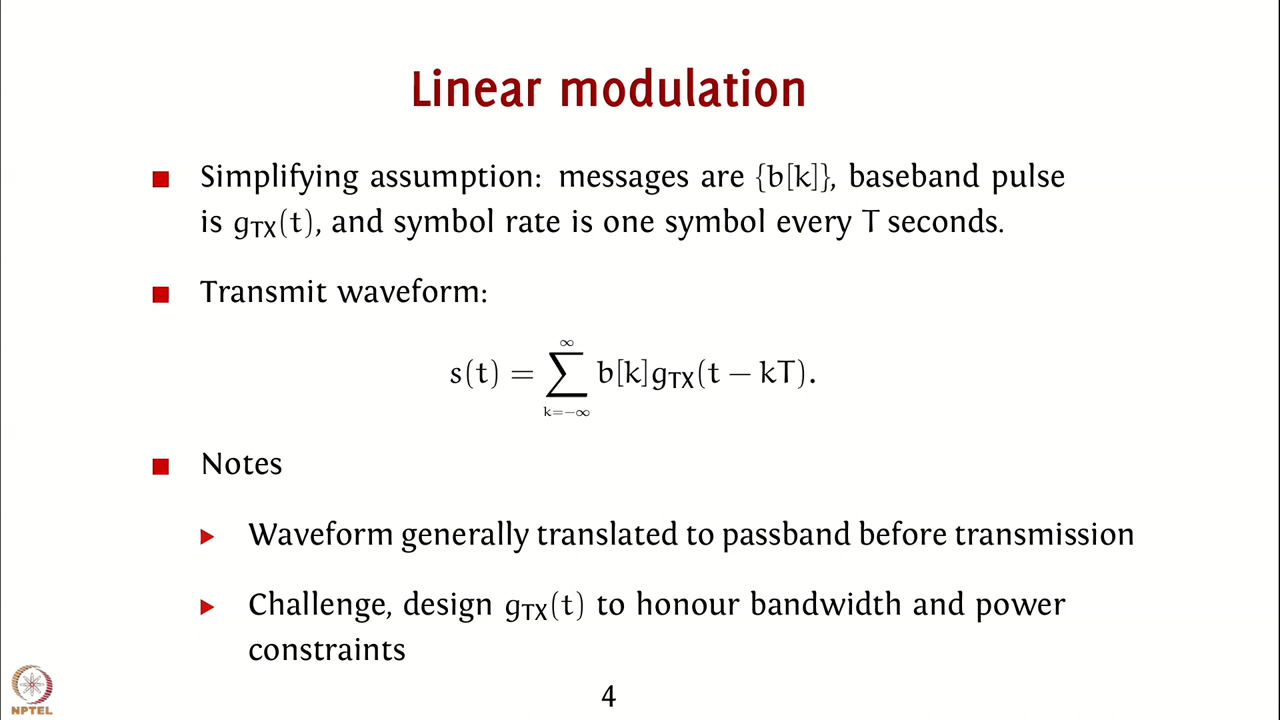 Linear modulation
■ Simplifying assumption: messages are {b[k]}, baseband pulse
is g_TX(t), and symbol rate is one symbol every T seconds.
■ Transmit waveform:
s(t) = ∑_{k=−∞}^{∞} b[k]g_TX(t − kT).
■ Notes
▶ Waveform generally translated to passband before transmission
▶ Challenge, design g_TX(t) to honour bandwidth and power
constraints
NPTEL
4